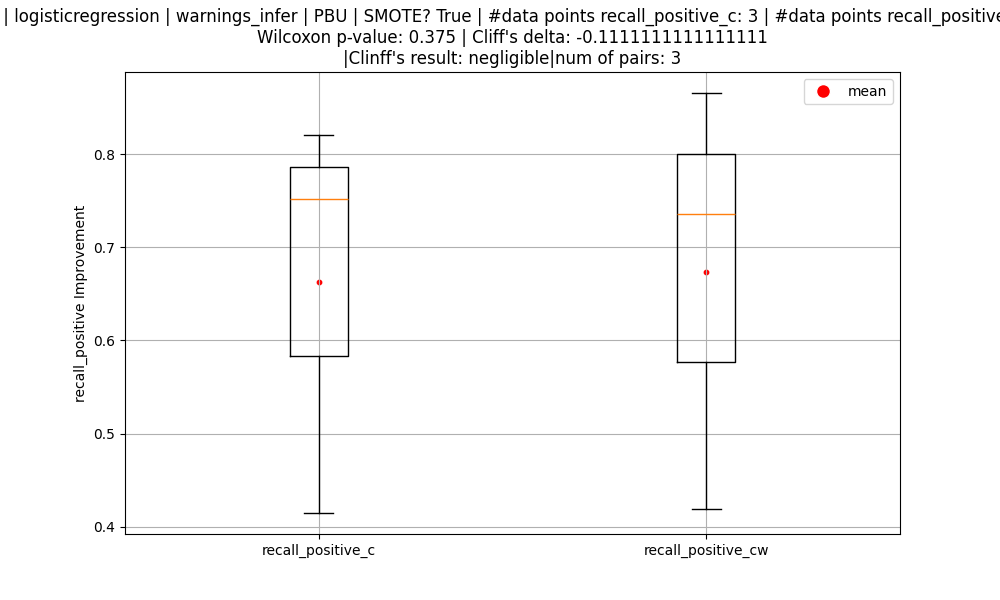 | logisticregression | warnings_infer | PBU | SMOTE? True | #data points recall_positive_c: 3 | #data points
Wilcoxon p-value: 0.375 | Cliff's delta: -0.1111111111111111
|Clinff's result: negligible|num of pairs: 3
mean
recall_positive Improvement
0.8
0.7
0.6
0.5
0.4
recall_positive_c
recall_positive_cw